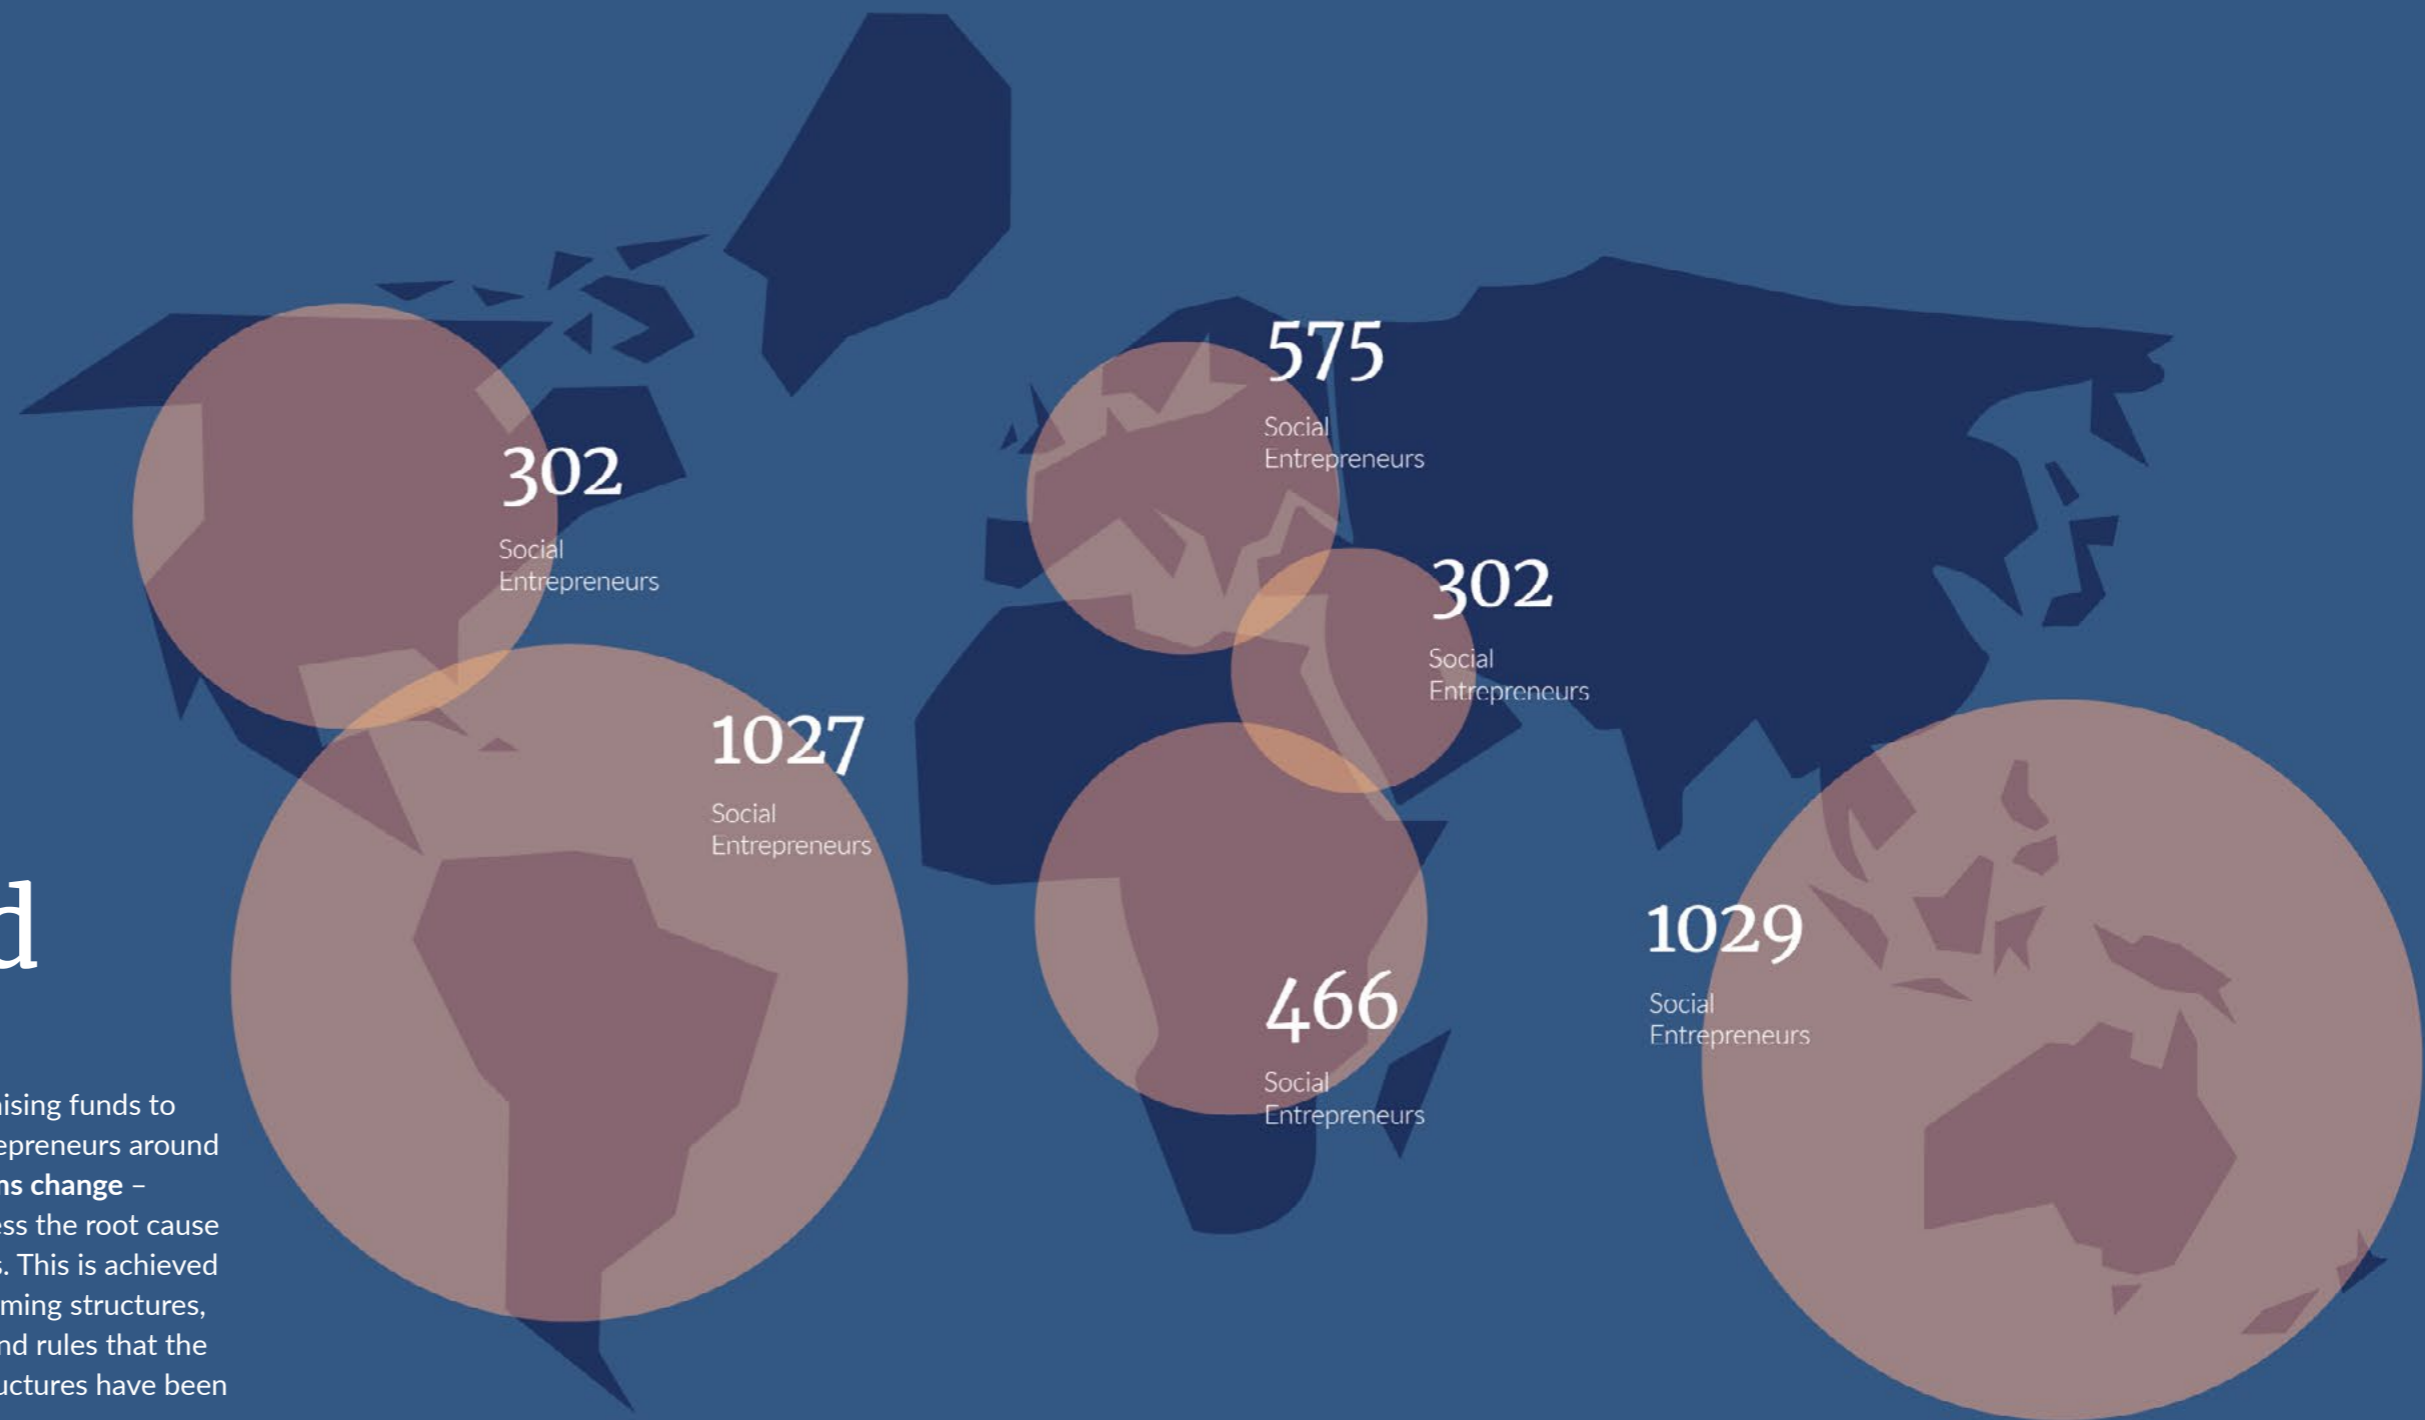 575
Social
Entrepreneurs
302
Social
Entrepreneurs
302
Social
Entrepreneurs
1027
Social
Entrepreneurs
466
Social
Entrepreneurs
1029
Social
Entrepreneurs
d
ising funds to
epreneurs around
ns change –
ess the root cause
s. This is achieved
ming structures,
nd rules that the
uctures have been